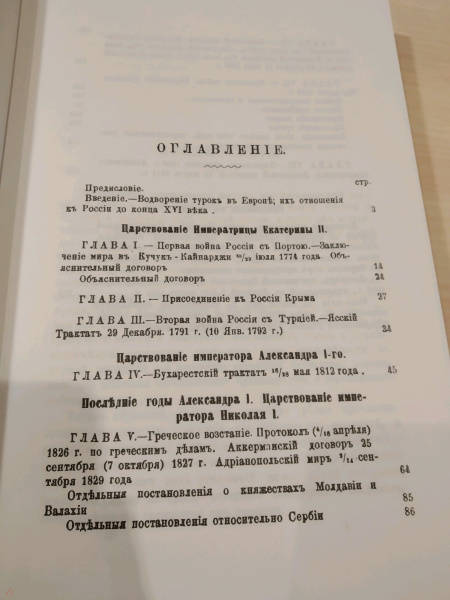 ОГЛАВЛЕНІЕ.
стр.
Предисловіе.
Введеніе.—Водвореніе турокъ въ Европѣ; ихъ отношенія
къ Россіи до конца XVI вѣка . 3
Царствованіе Императрицы Екатерины II.
ГЛАВА I — Первая война Россіи съ Портою.—Заклю-
ченіе мира въ Кучукъ-Кайнарджи 10/22 іюля 1774 года. Объ-
яснительный договоръ 14
Объяснительный договоръ 24
ГЛАВА II. — Присоединеніе къ Россіи Крыма 27
ГЛАВА III.—Вторая война Россіи съ Турціей.—Ясскій
Трактатъ 29 Декабря. 1791 г. (10 Янв. 1792 г.) 34
Царствованіе императора Александра I-го.
ГЛАВА IV.—Бухарестскій трактатъ 16/28 мая 1812 года . 45
Послѣдніе годы Александра I. Царствованіе импе-
ратора Николая I.
ГЛАВА V.—Греческое возстаніе. Протоколъ (4/16 апрѣля)
1826 г. по греческимъ дѣламъ. Аккерманскій договоръ 25
сентября (7 октября) 1827 г. Адріанопольскій миръ 2/14 сен-
тября 1829 года 64
Отдѣльныя постановленія о княжествахъ Молдавіи и
Валахіи 85
Отдѣльныя постановленія относительно Сербіи 86